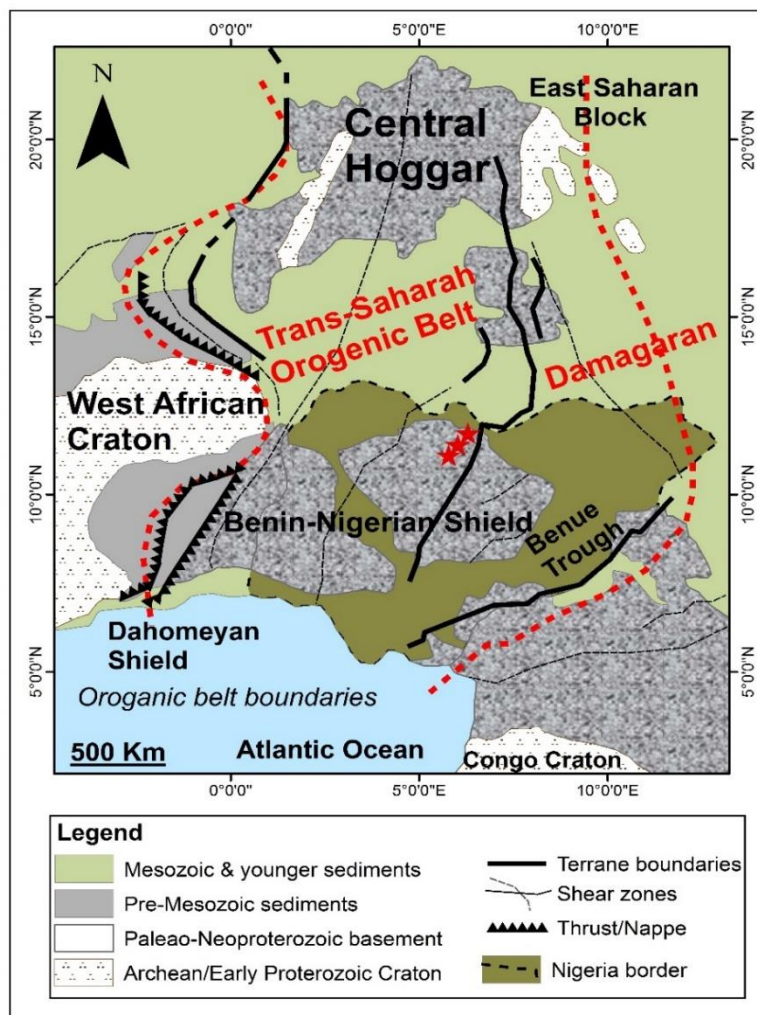 0°0'0" 5°0'0"E 10°0'0"E
N
East Saharan
Block
20°0'0"N 20°0'0"N
Central
Hoggar
15°0'0"N 15°0'0"N
Trans-Saharah
Orogenic Belt
Damagaran
West African
Craton
10°0'0"N 10°0'0"N
Benin-Nigerian Shield
Benue
Trough
Dahomeyan
Shield
5°0'0"N 5°0'0"N
Oroganic belt boundaries
500 Km
Atlantic Ocean
Congo Craton
0°0'0" 5°0'0"E 10°0'0"E
Legend
Mesozoic & younger sediments
Pre-Mesozoic sediments
Paleao-Neoproterozoic basement
Archean/Early Proterozoic Craton
Terrane boundaries
Shear zones
Thrust/Nappe
Nigeria border